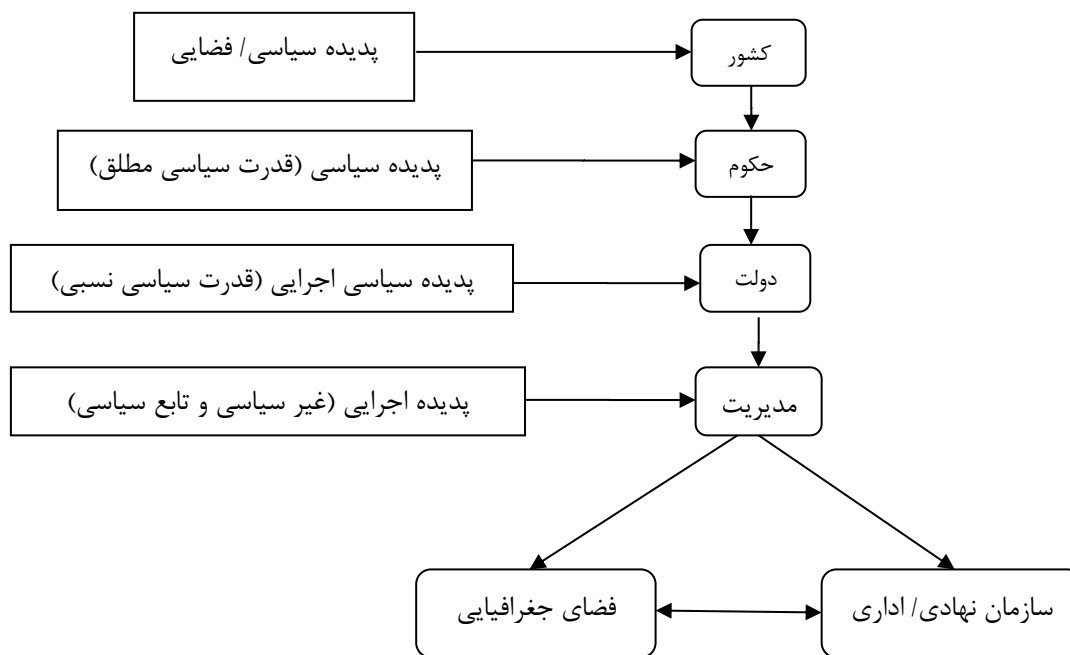 کشور
پدیده سیاسی/ فضایی
حکوم
پدیده سیاسی (قدرت سیاسی مطلق)
دولت
پدیده سیاسی اجرایی (قدرت سیاسی نسبی)
مدیریت
پدیده اجرایی (غیر سیاسی و تابع سیاسی)
سازمان نهادی/ اداری
فضای جغرافیایی